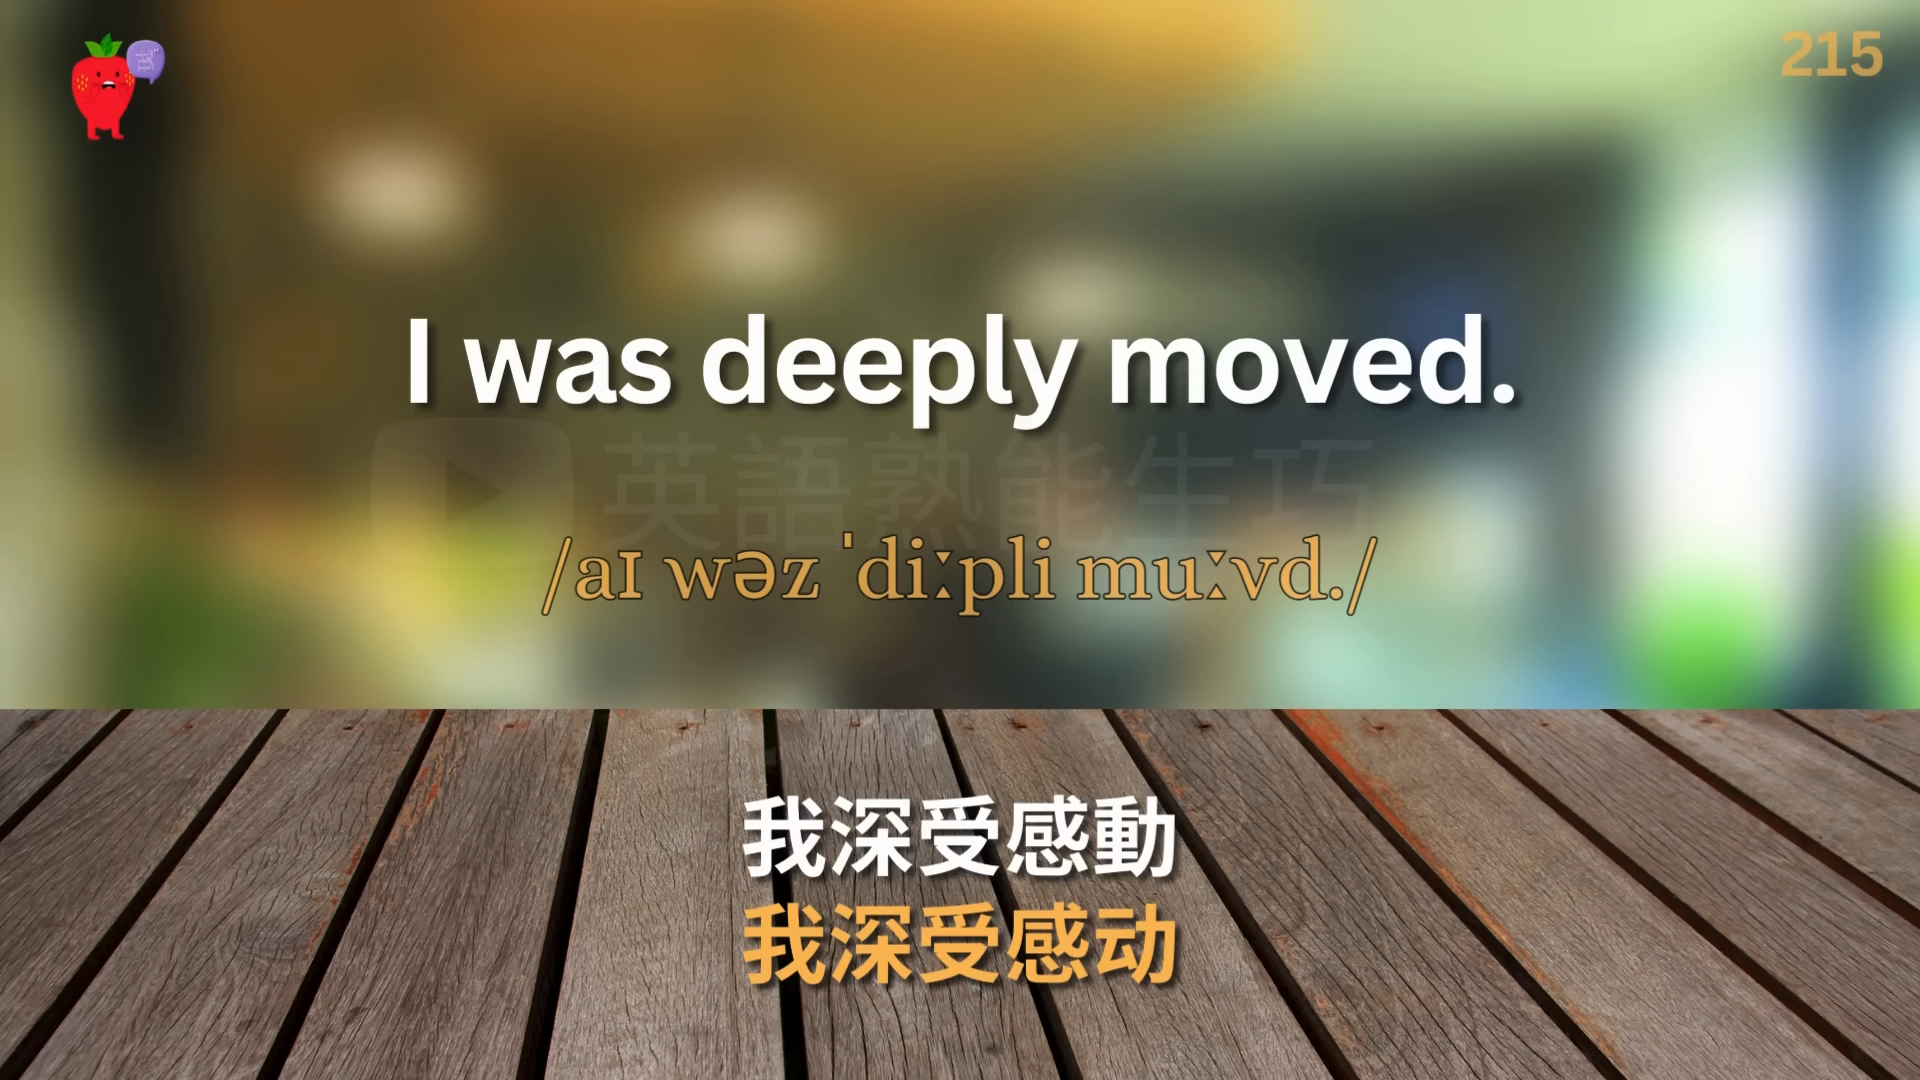 215
I was deeply moved.
英語熟能生巧
/aɪ wəz ˈdiːpli muːvd./
我深受感動
我深受感动